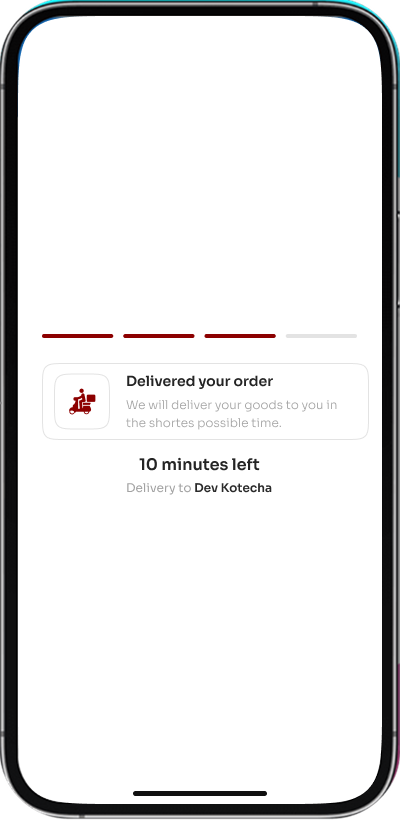 Delivered your order
We will deliver your goods to you in
the shortes possible time.
10 minutes left
Delivery to Dev Kotecha